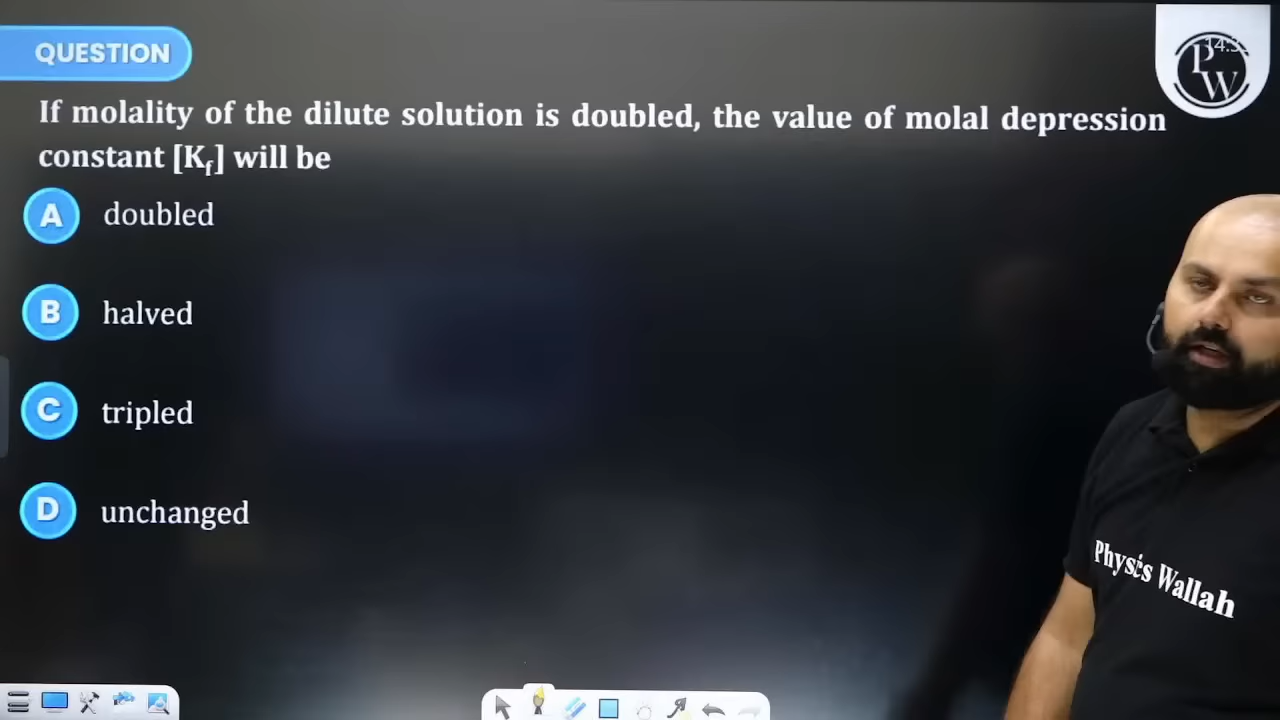 QUESTION
If molality of the dilute solution is doubled, the value of molal depression
constant [Kf] will be
A doubled
B halved
C tripled
D unchanged
PW
Physics Wallah